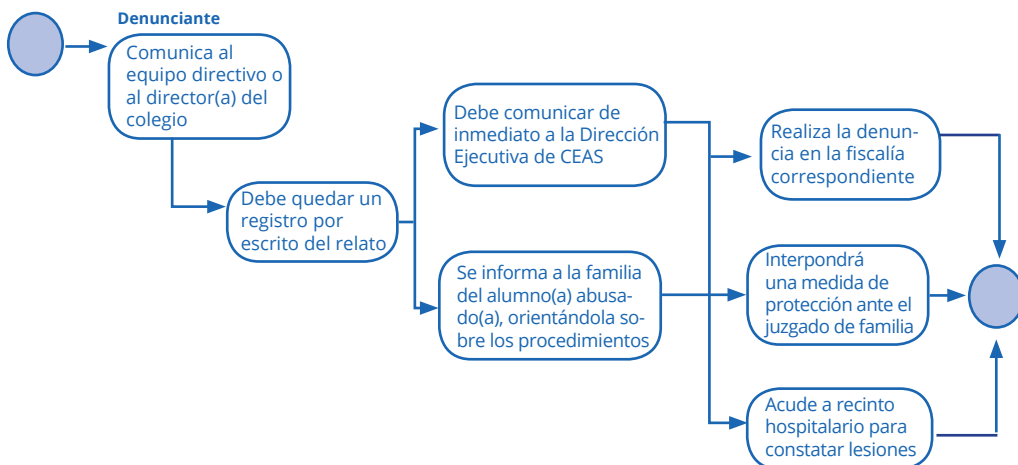 Denunciante
Comunica al
equipo directivo o
al director(a) del
colegio
Debe quedar un
registro por
escrito del relato
Debe comunicar de
inmediato a la Dirección
Ejecutiva de CEAS
Se informa a la familia
del alumno(a) abusa-
do(a), orientándola so-
bre los procedimientos
Realiza la denun-
cia en la fiscalía
correspondiente
Interpondrá
una medida de
protección ante el
juzgado de familia
Acude a recinto
hospitalario para
constatar lesiones